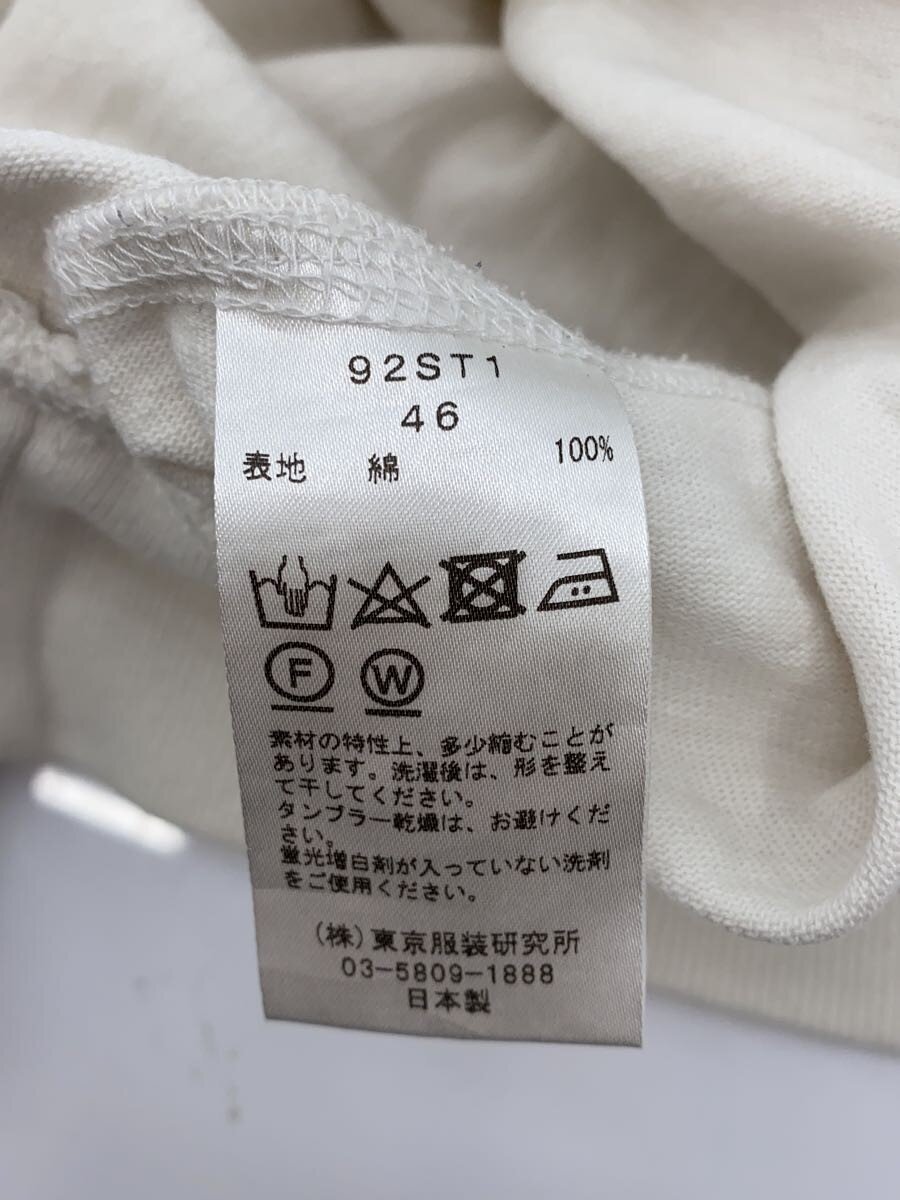 92ST1
46
表地 綿 100%
F W
素材の特性上、多少縮むことが
あります。洗濯後は、形を整え
て干してください。
タンブラー乾燥は、お避けくだ
さい。
蛍光増白剤が入っていない洗剤
をご使用ください。
(株)東京服装研究所
03-5809-1888
日本製